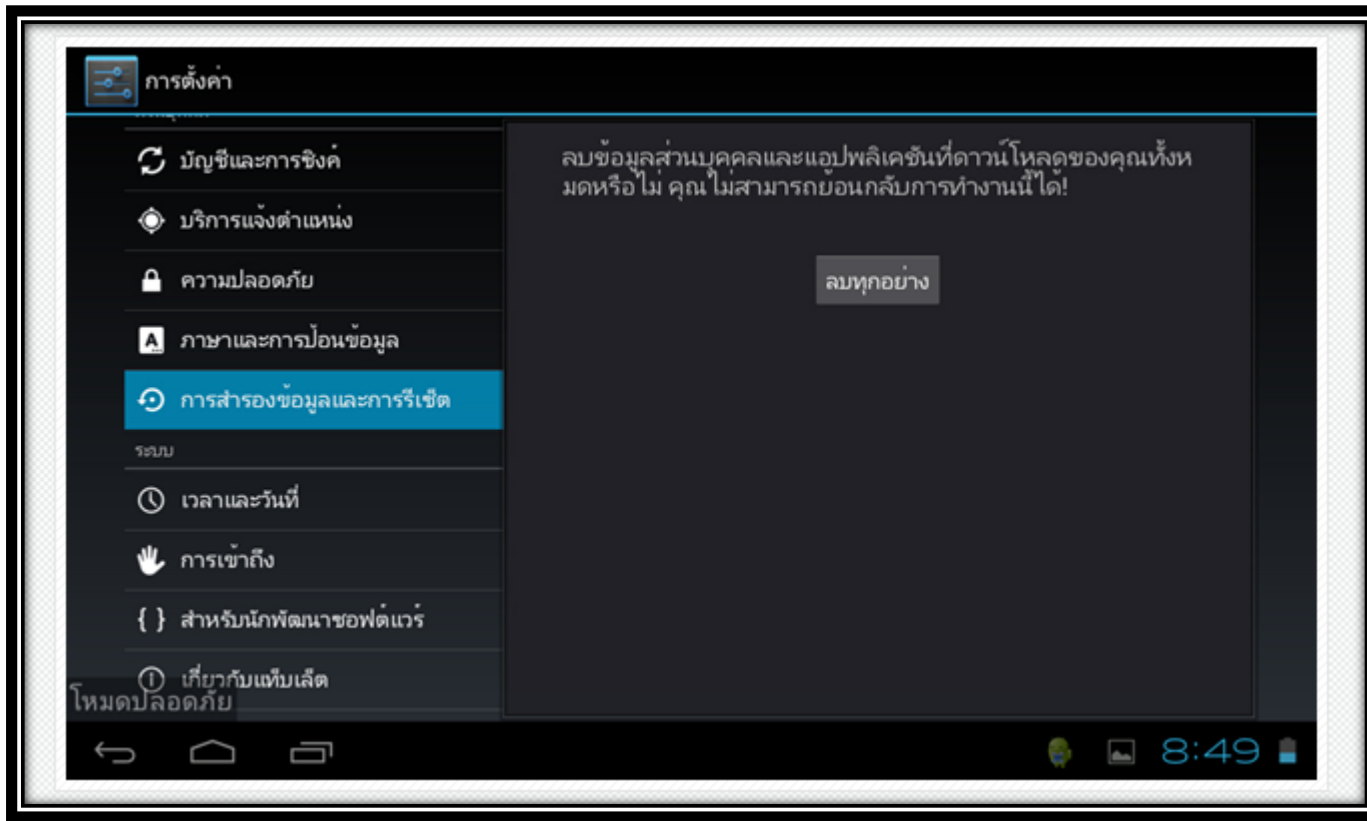 การตั้งค่า
บัญชีและการซิงค์
บริการแจ้งตำแหน่ง
ความปลอดภัย
ภาษาและการป้อนข้อมูล
การสำรองข้อมูลและการรีเซ็ต
ระบบ
เวลาและวันที่
การเข้าถึง
{ } สำหรับนักพัฒนาซอฟต์แวร์
เกี่ยวกับแท็บเล็ต
โหมดปลอดภัย
ลบข้อมูลส่วนบุคคลและแอปพลิเคชันที่ดาวน์โหลดของคุณทั้งห
มดหรือไม่ คุณไม่สามารถย้อนกลับการทำงานนี้ได้!
ลบทุกอย่าง
8:49